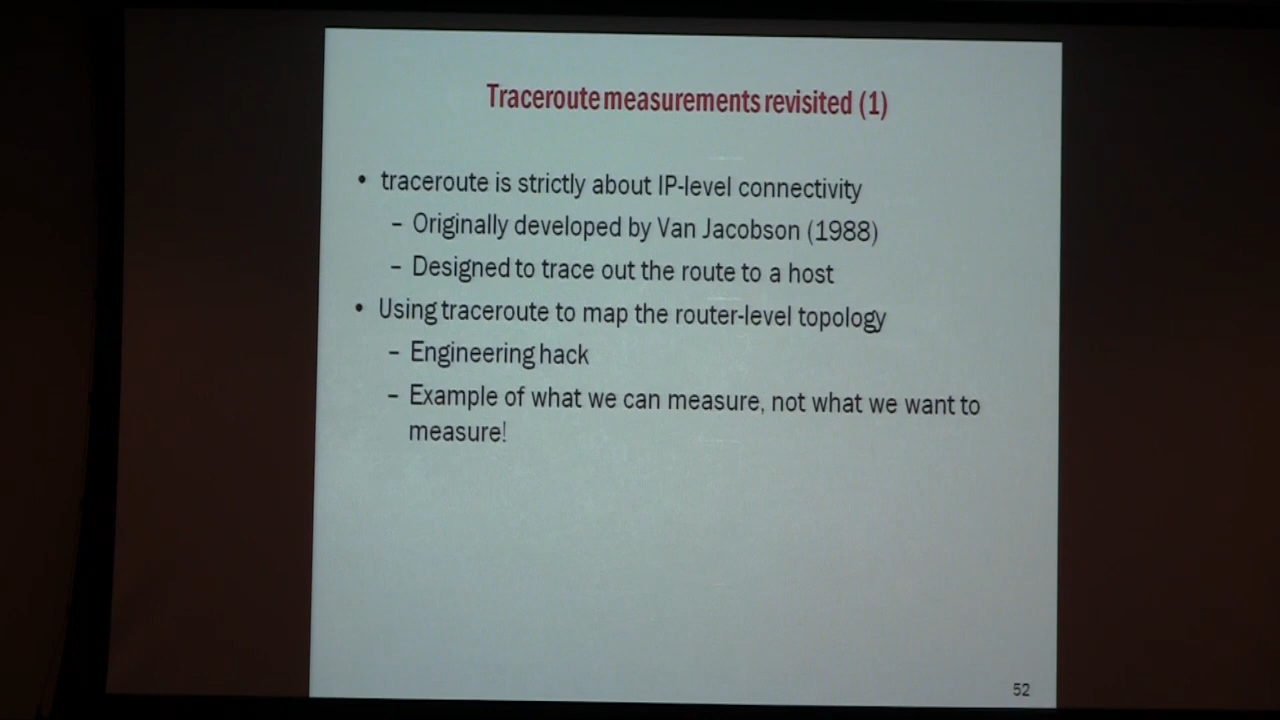 Traceroute measurements revisited (1)
• traceroute is strictly about IP-level connectivity
– Originally developed by Van Jacobson (1988)
– Designed to trace out the route to a host
• Using traceroute to map the router-level topology
– Engineering hack
– Example of what we can measure, not what we want to
measure!
52